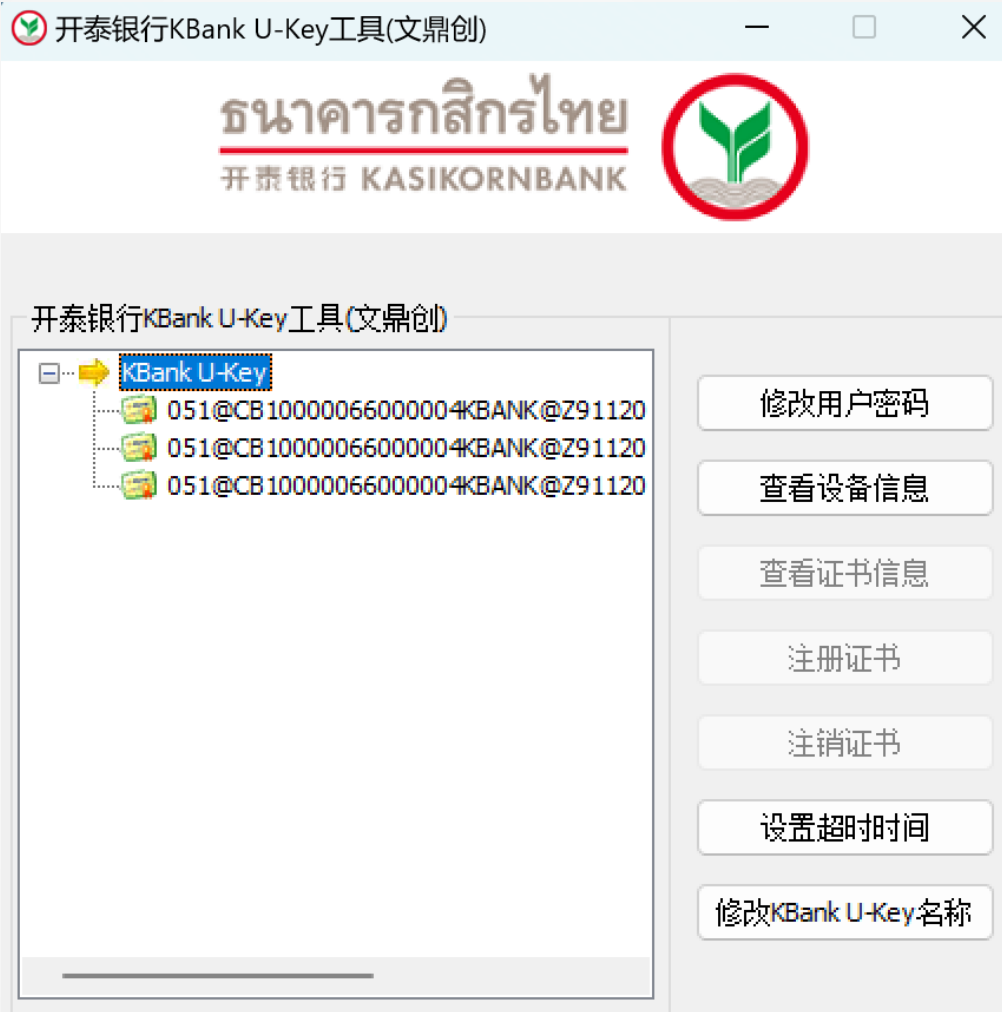 开泰银行KBank U-Key工具(文鼎创)
ธนาคารกสิกรไทย
开泰银行 KASIKORNBANK
开泰银行KBank U-Key工具(文鼎创)
KBank U-Key
051@CB1000066000004KBANK@Z91120
051@CB1000066000004KBANK@Z91120
051@CB1000066000004KBANK@Z91120
修改用户密码
查看设备信息
查看证书信息
注册证书
注销证书
设置超时时间
修改KBank U-Key名称